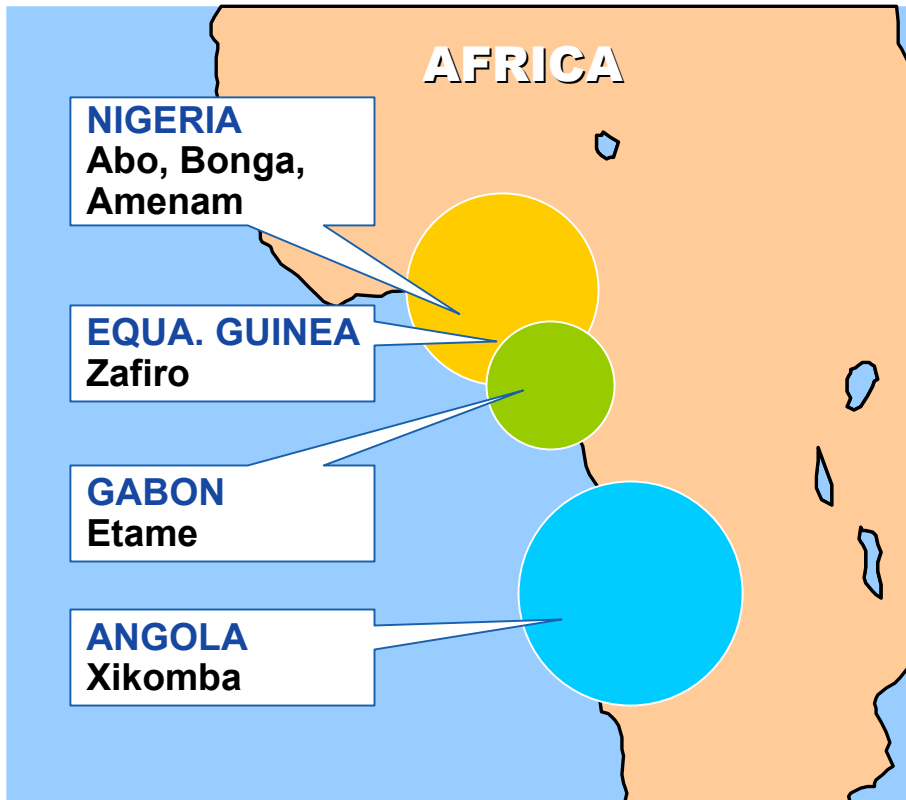 AFRICA
NIGERIA
Abo, Bonga,
Amenam
EQUA. GUINEA
Zafiro
GABON
Etame
ANGOLA
Xikomba